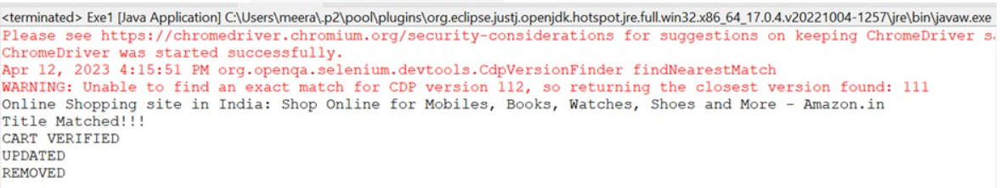 <terminated> Exe1 [Java Application] C:\Users\meera\.p2\pool\plugins\org.eclipse.justj.openjdk.hotspot.jre.full.win32.x86_64_17.0.4.v20221004-1257\jre\bin\javaw.exe
Please see https://chromedriver.chromium.org/security-considerations for suggestions on keeping ChromeDriver
ChromeDriver was started successfully.
Apr 12, 2023 4:15:51 PM org.openqa.selenium.devtools.CdpVersionFinder findNearestMatch
WARNING: Unable to find an exact match for CDP version 112, so returning the closest version found: 111
Online Shopping site in India: Shop Online for Mobiles, Books, Watches, Shoes and More - Amazon.in
Title Matched!!!
CART VERIFIED
UPDATED
REMOVED